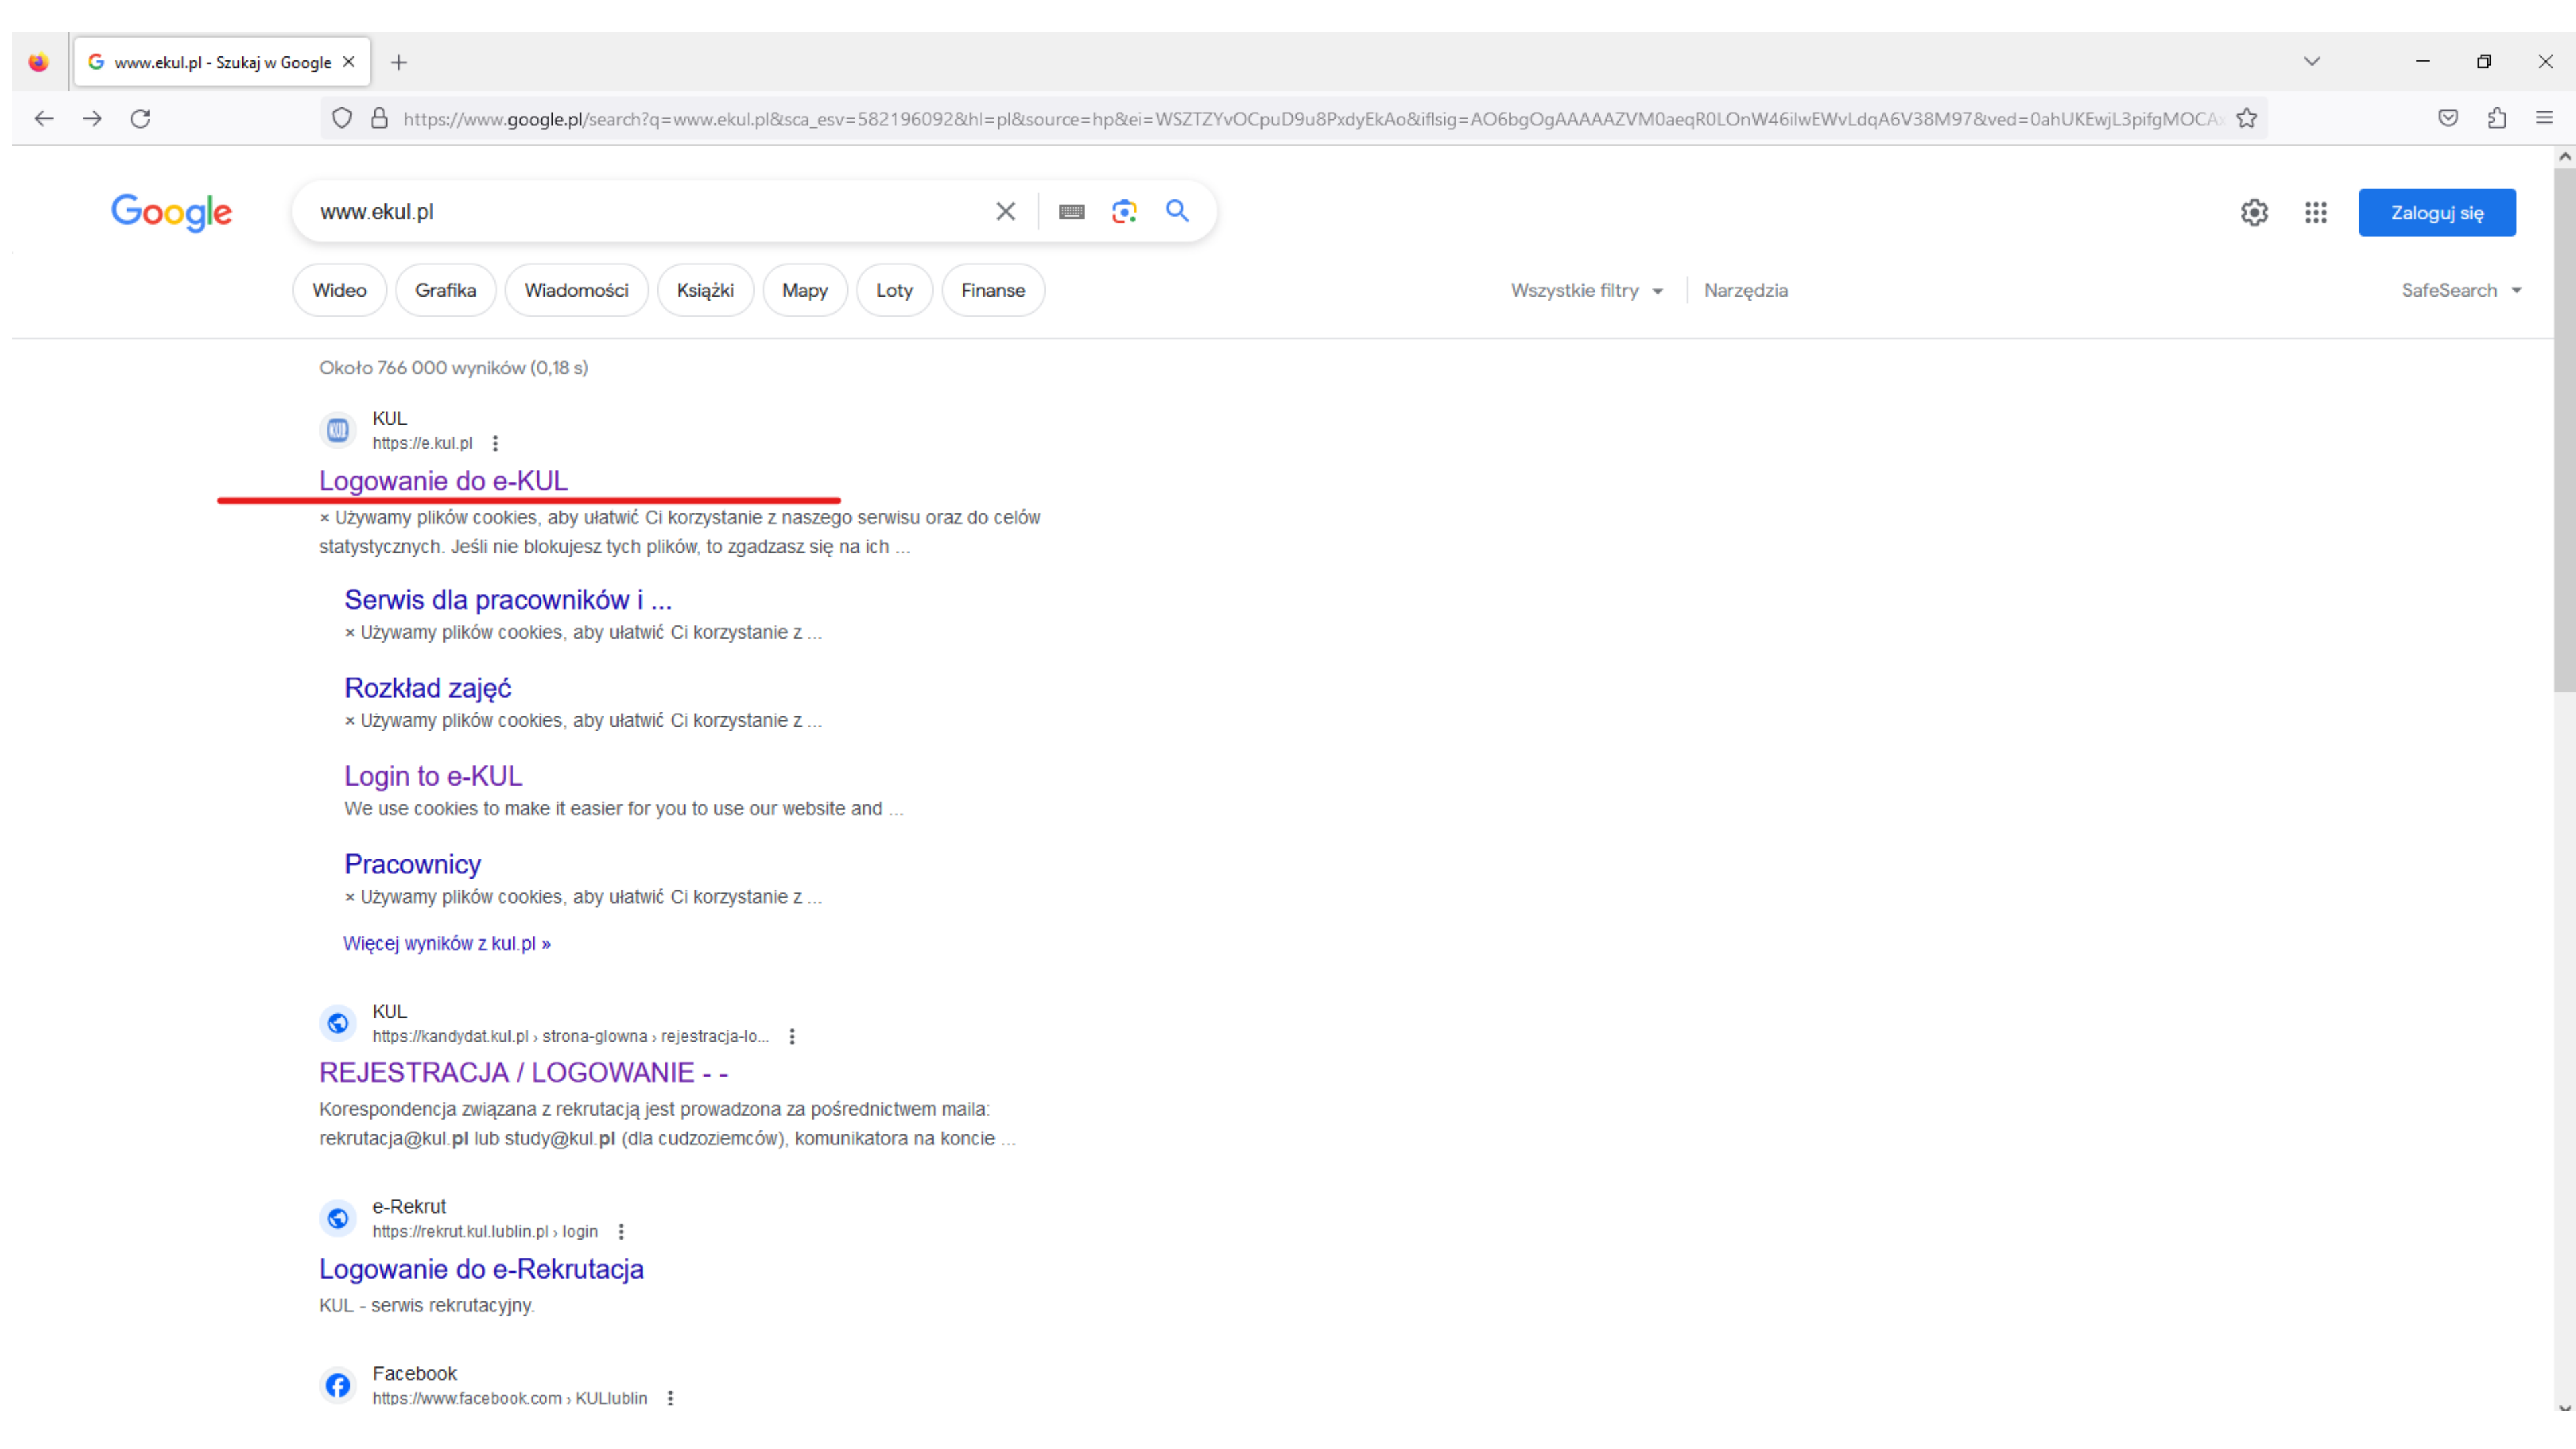 www.ekul.pl - Szukaj w Google
https://www.google.pl/search?q=www.ekul.pl&sca_esv=582196092&hl=pl&source=hp&ei=WSZTZYvOCpuD9u8PxdyEkAo&iflsig=AO6bgOgAAAAAZVM0aeqR0LOnW46ilwEWvLdqA6V38M97&ved=0ahUKEwjL3pifgMOCAx
Google
www.ekul.pl
Zaloguj się
Wideo Grafika Wiadomości Książki Mapy Loty Finanse Wszystkie filtry Narzędzia SafeSearch
Około 766 000 wyników (0,18 s)
KUL
https://e.kul.pl
Logowanie do e-KUL
× Używamy plików cookies, aby ułatwić Ci korzystanie z naszego serwisu oraz do celów
statystycznych. Jeśli nie blokujesz tych plików, to zgadzasz się na ich ...
Serwis dla pracowników i ...
× Używamy plików cookies, aby ułatwić Ci korzystanie z ...
Rozkład zajęć
× Używamy plików cookies, aby ułatwić Ci korzystanie z ...
Login to e-KUL
We use cookies to make it easier for you to use our website and ...
Pracownicy
× Używamy plików cookies, aby ułatwić Ci korzystanie z ...
Więcej wyników z kul.pl »
KUL
https://kandydat.kul.pl › strona-glowna › rejestracja-lo...
REJESTRACJA / LOGOWANIE - -
Korespondencja związana z rekrutacją jest prowadzona za pośrednictwem maila:
rekrutacja@kul.pl lub study@kul.pl (dla cudzoziemców), komunikatora na koncie ...
e-Rekrut
https://rekrut.kul.lublin.pl › login
Logowanie do e-Rekrutacja
KUL - serwis rekrutacyjny.
Facebook
https://www.facebook.com › KULlublin